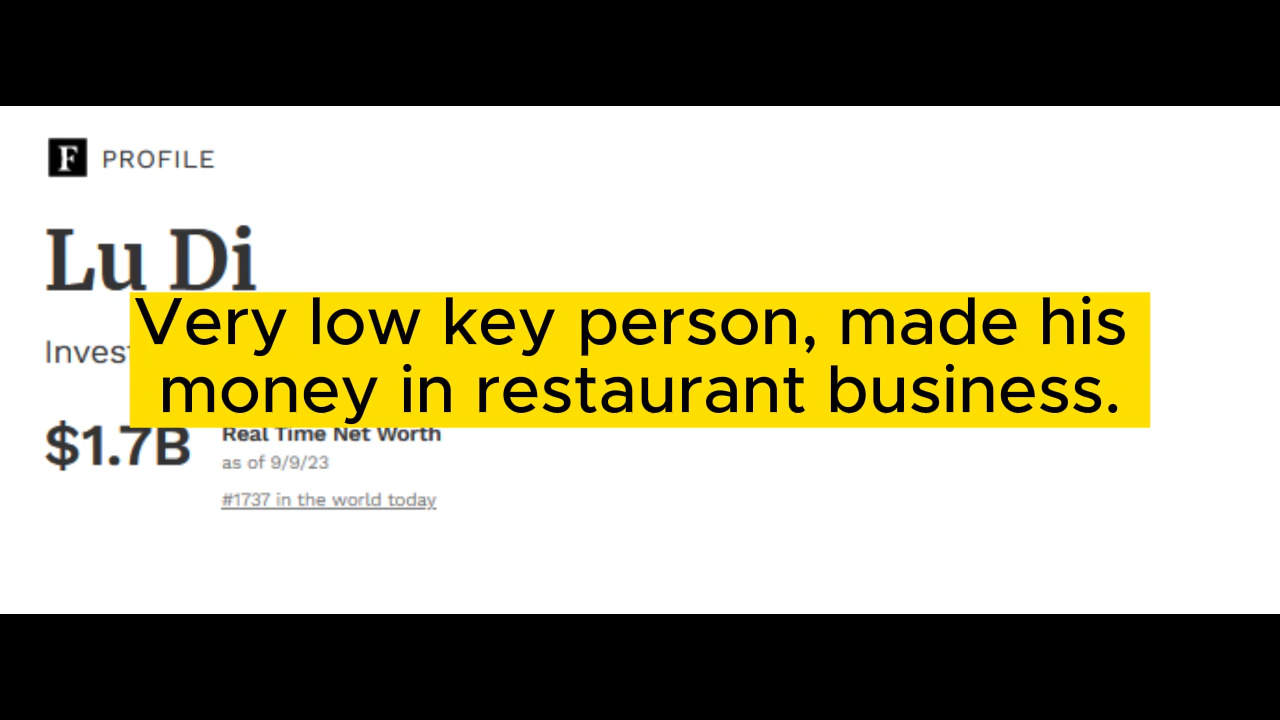 F PROFILE
Lu Di
Very low key person, made his
money in restaurant business.
$1.7B
Real Time Net Worth
as of 9/9/23
#1737 in the world today